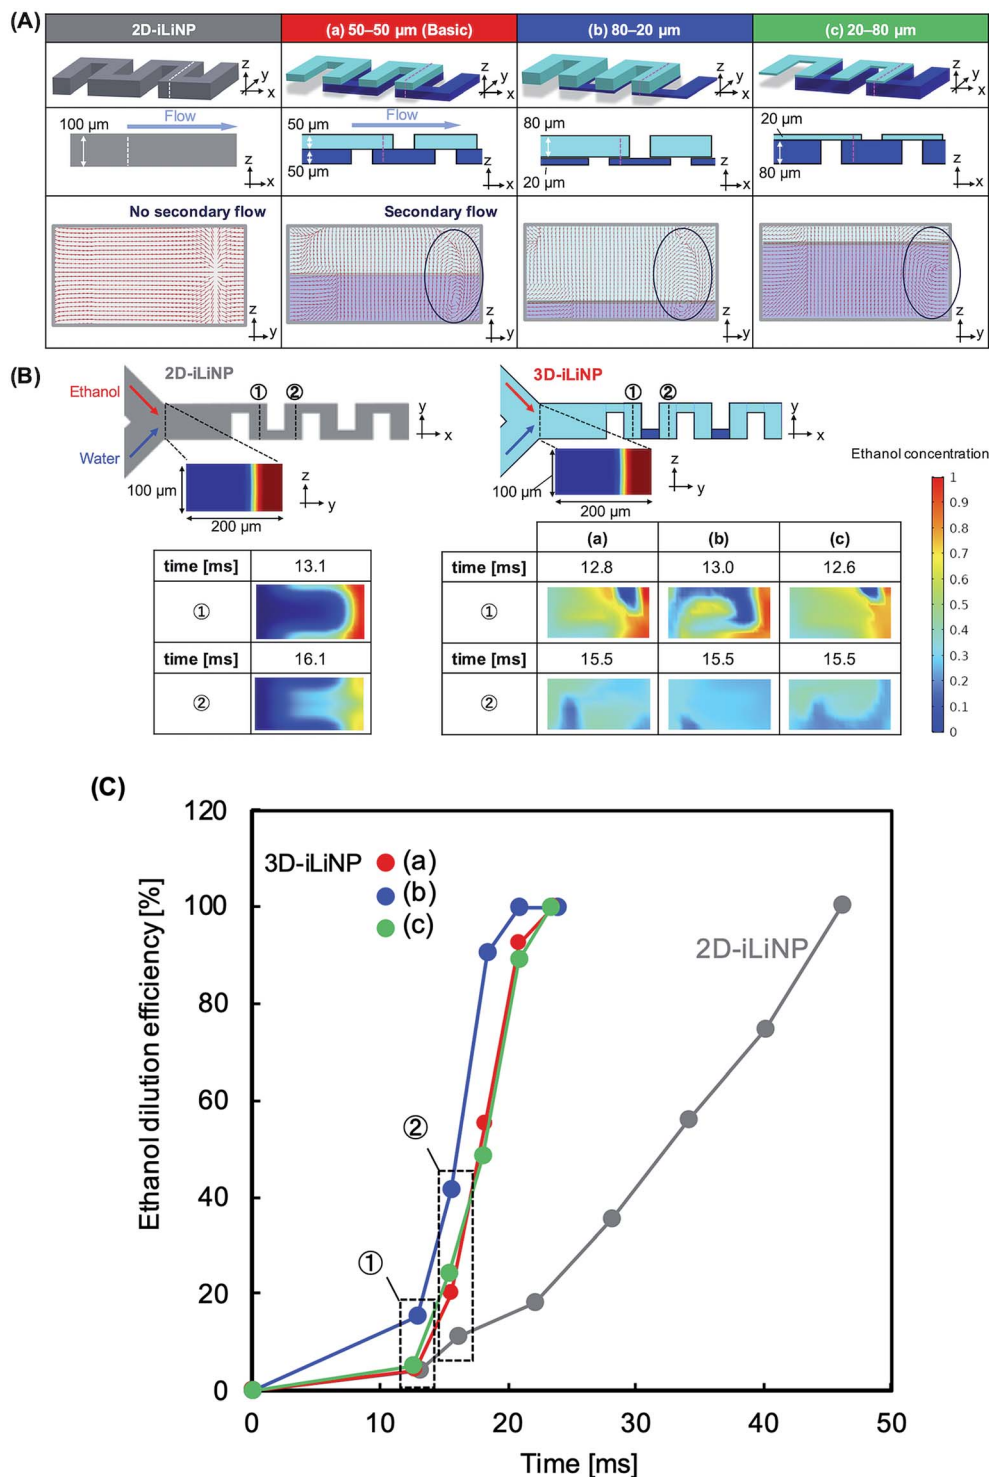 (A)
2D-iLiNP
(a) 50–50 µm (Basic)
(b) 80–20 µm
(c) 20–80 µm
z
y
x
z
y
x
z
y
x
z
y
x
100 µm
Flow
z
x
50 µm
50 µm
Flow
z
x
80 µm
20 µm
z
x
20 µm
80 µm
z
x
No secondary flow
z
y
Secondary flow
z
y
z
y
z
y
(B)
2D-iLiNP
Ethanol
Water
① ②
y
x
100 µm
200 µm
z
y
3D-iLiNP
① ②
y
x
100 µm
200 µm
z
y
Ethanol concentration
1
0.9
0.8
0.7
0.6
0.5
0.4
0.3
0.2
0.1
0
time [ms] 13.1
①
time [ms] 16.1
②
(a) (b) (c)
time [ms] 12.8 13.0 12.6
①
time [ms] 15.5 15.5 15.5
②
(C)
120
100
80
60
40
20
0
Ethanol dilution efficiency [%]
3D-iLiNP
(a)
(b)
(c)
2D-iLiNP
②
①
0 10 20 30 40 50
Time [ms]